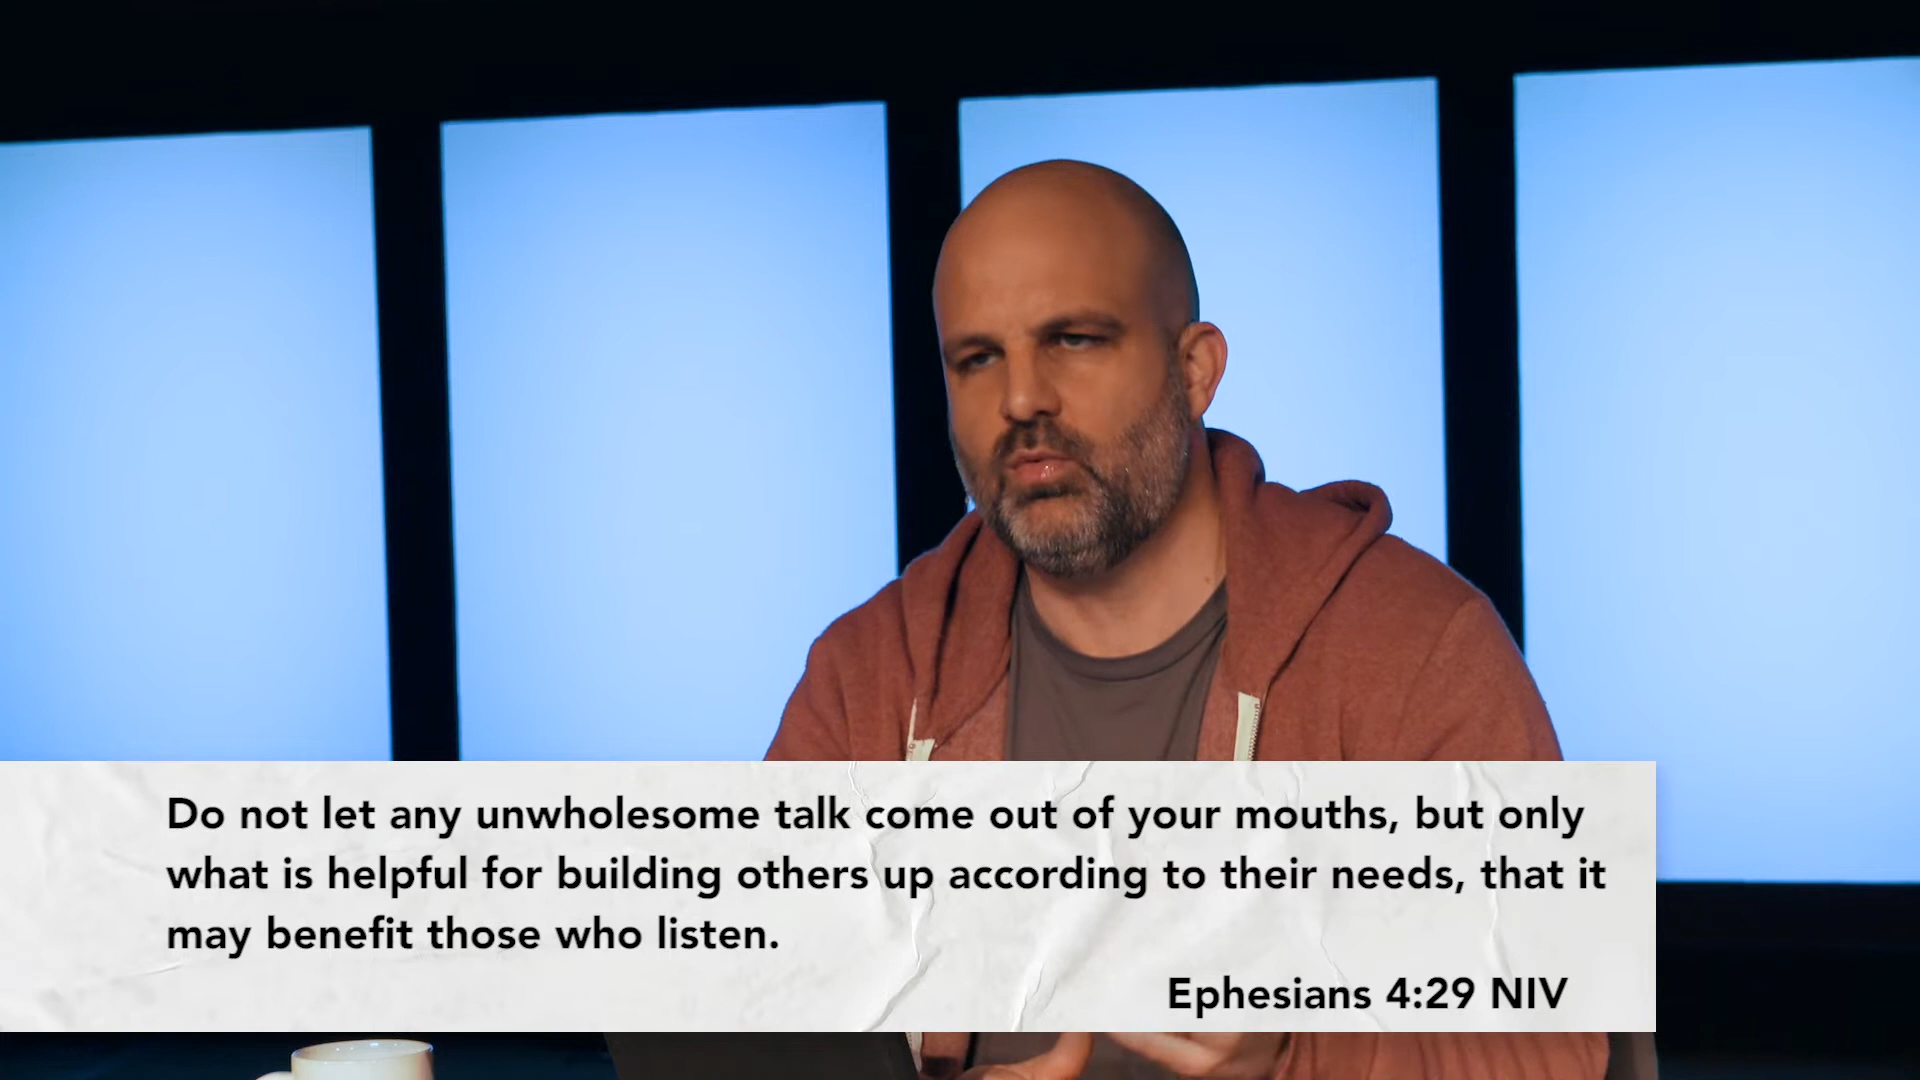 Do not let any unwholesome talk come out of your mouths, but only
what is helpful for building others up according to their needs, that it
may benefit those who listen.
Ephesians 4:29 NIV